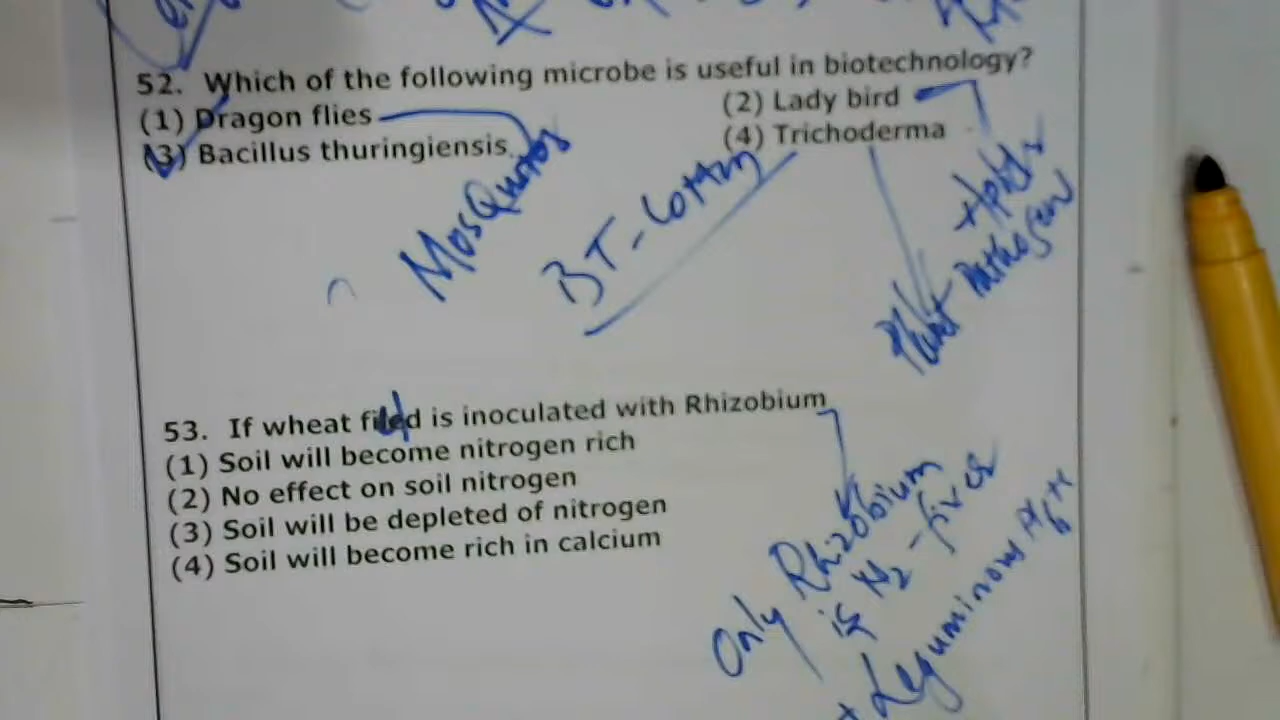 52. Which of the following microbe is useful in biotechnology?
(1) Dragon flies (2) Lady bird
(3) Bacillus thuringiensis (4) Trichoderma
MosQuitos
BT-Cotton
Plant Pathogen
53. If wheat filed is inoculated with Rhizobium
(1) Soil will become nitrogen rich
(2) No effect on soil nitrogen
(3) Soil will be depleted of nitrogen
(4) Soil will become rich in calcium
Only Rhizobium
is N2-fixer
Leguminous